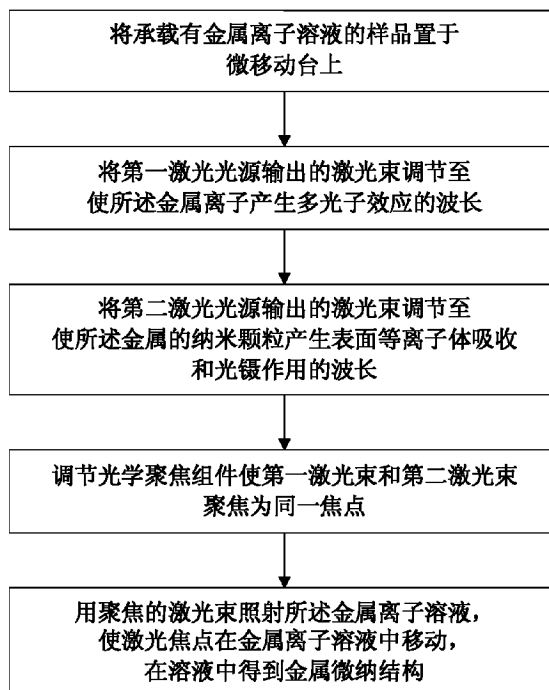 将承载有金属离子溶液的样品置于
微移动台上
将第一激光光源输出的激光束调节至
使所述金属离子产生多光子效应的波长
将第二激光光源输出的激光束调节至
使所述金属的纳米颗粒产生表面等离子体吸收
和光镊作用的波长
调节光学聚焦组件使第一激光束和第二激光束
聚焦为同一焦点
用聚焦的激光束照射所述金属离子溶液，
使激光焦点在金属离子溶液中移动，
在溶液中得到金属微纳结构